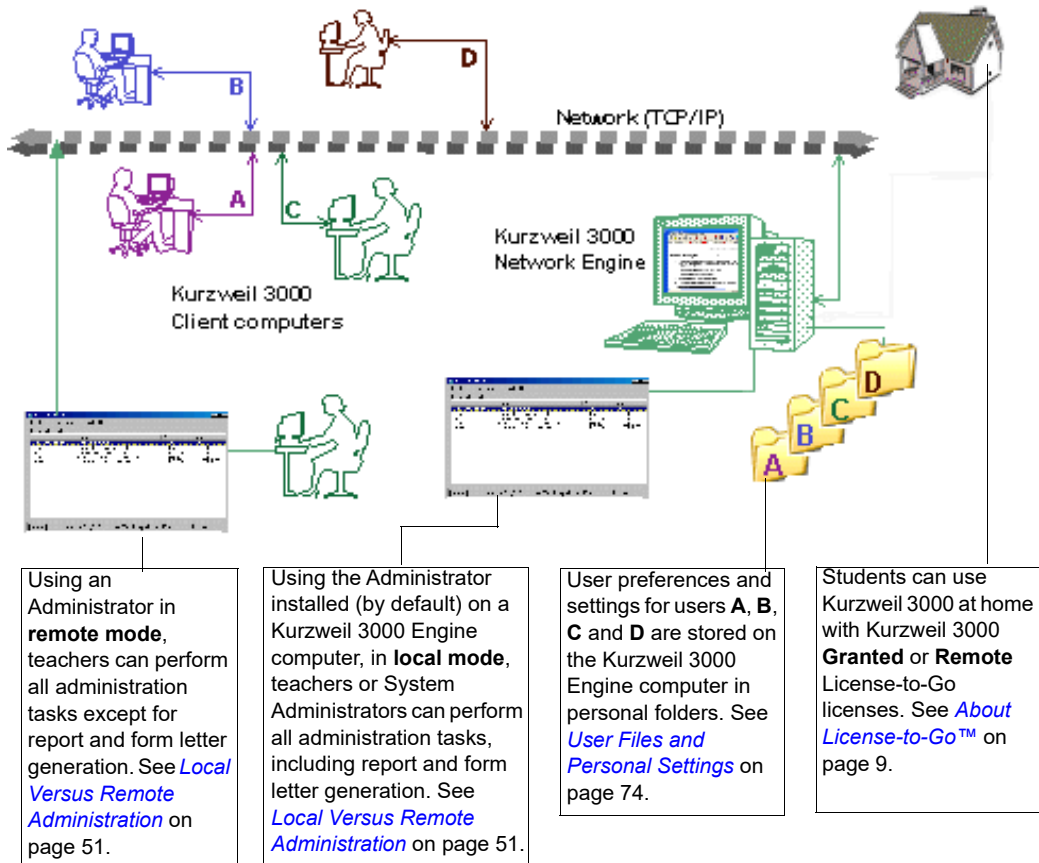 B
D
Network (TCP/IP)
A
C
Kurzweil 3000
Network Engine
Kurzweil 3000
Client computers
D
C
B
A
Using an
Administrator in
remote mode,
teachers can perform
all administration
tasks except for
report and form letter
generation. See Local
Versus Remote
Administration on
page 51.
Using the Administrator
installed (by default) on a
Kurzweil 3000 Engine
computer, in local mode,
teachers or System
Administrators can perform
all administration tasks,
including report and form
letter generation. See
Local Versus Remote
Administration on page 51.
User preferences and
settings for users A, B,
C and D are stored on
the Kurzweil 3000
Engine computer in
personal folders. See
User Files and
Personal Settings on
page 74.
Students can use
Kurzweil 3000 at home
with Kurzweil 3000
Granted or Remote
License-to-Go
licenses. See About
License-to-Go™ on
page 9.